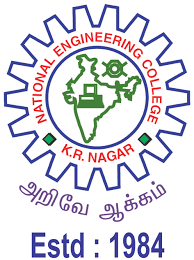 NATIONAL ENGINEERING COLLEGE
K.R. NAGAR
அறிவே ஆக்கம்
Estd : 1984